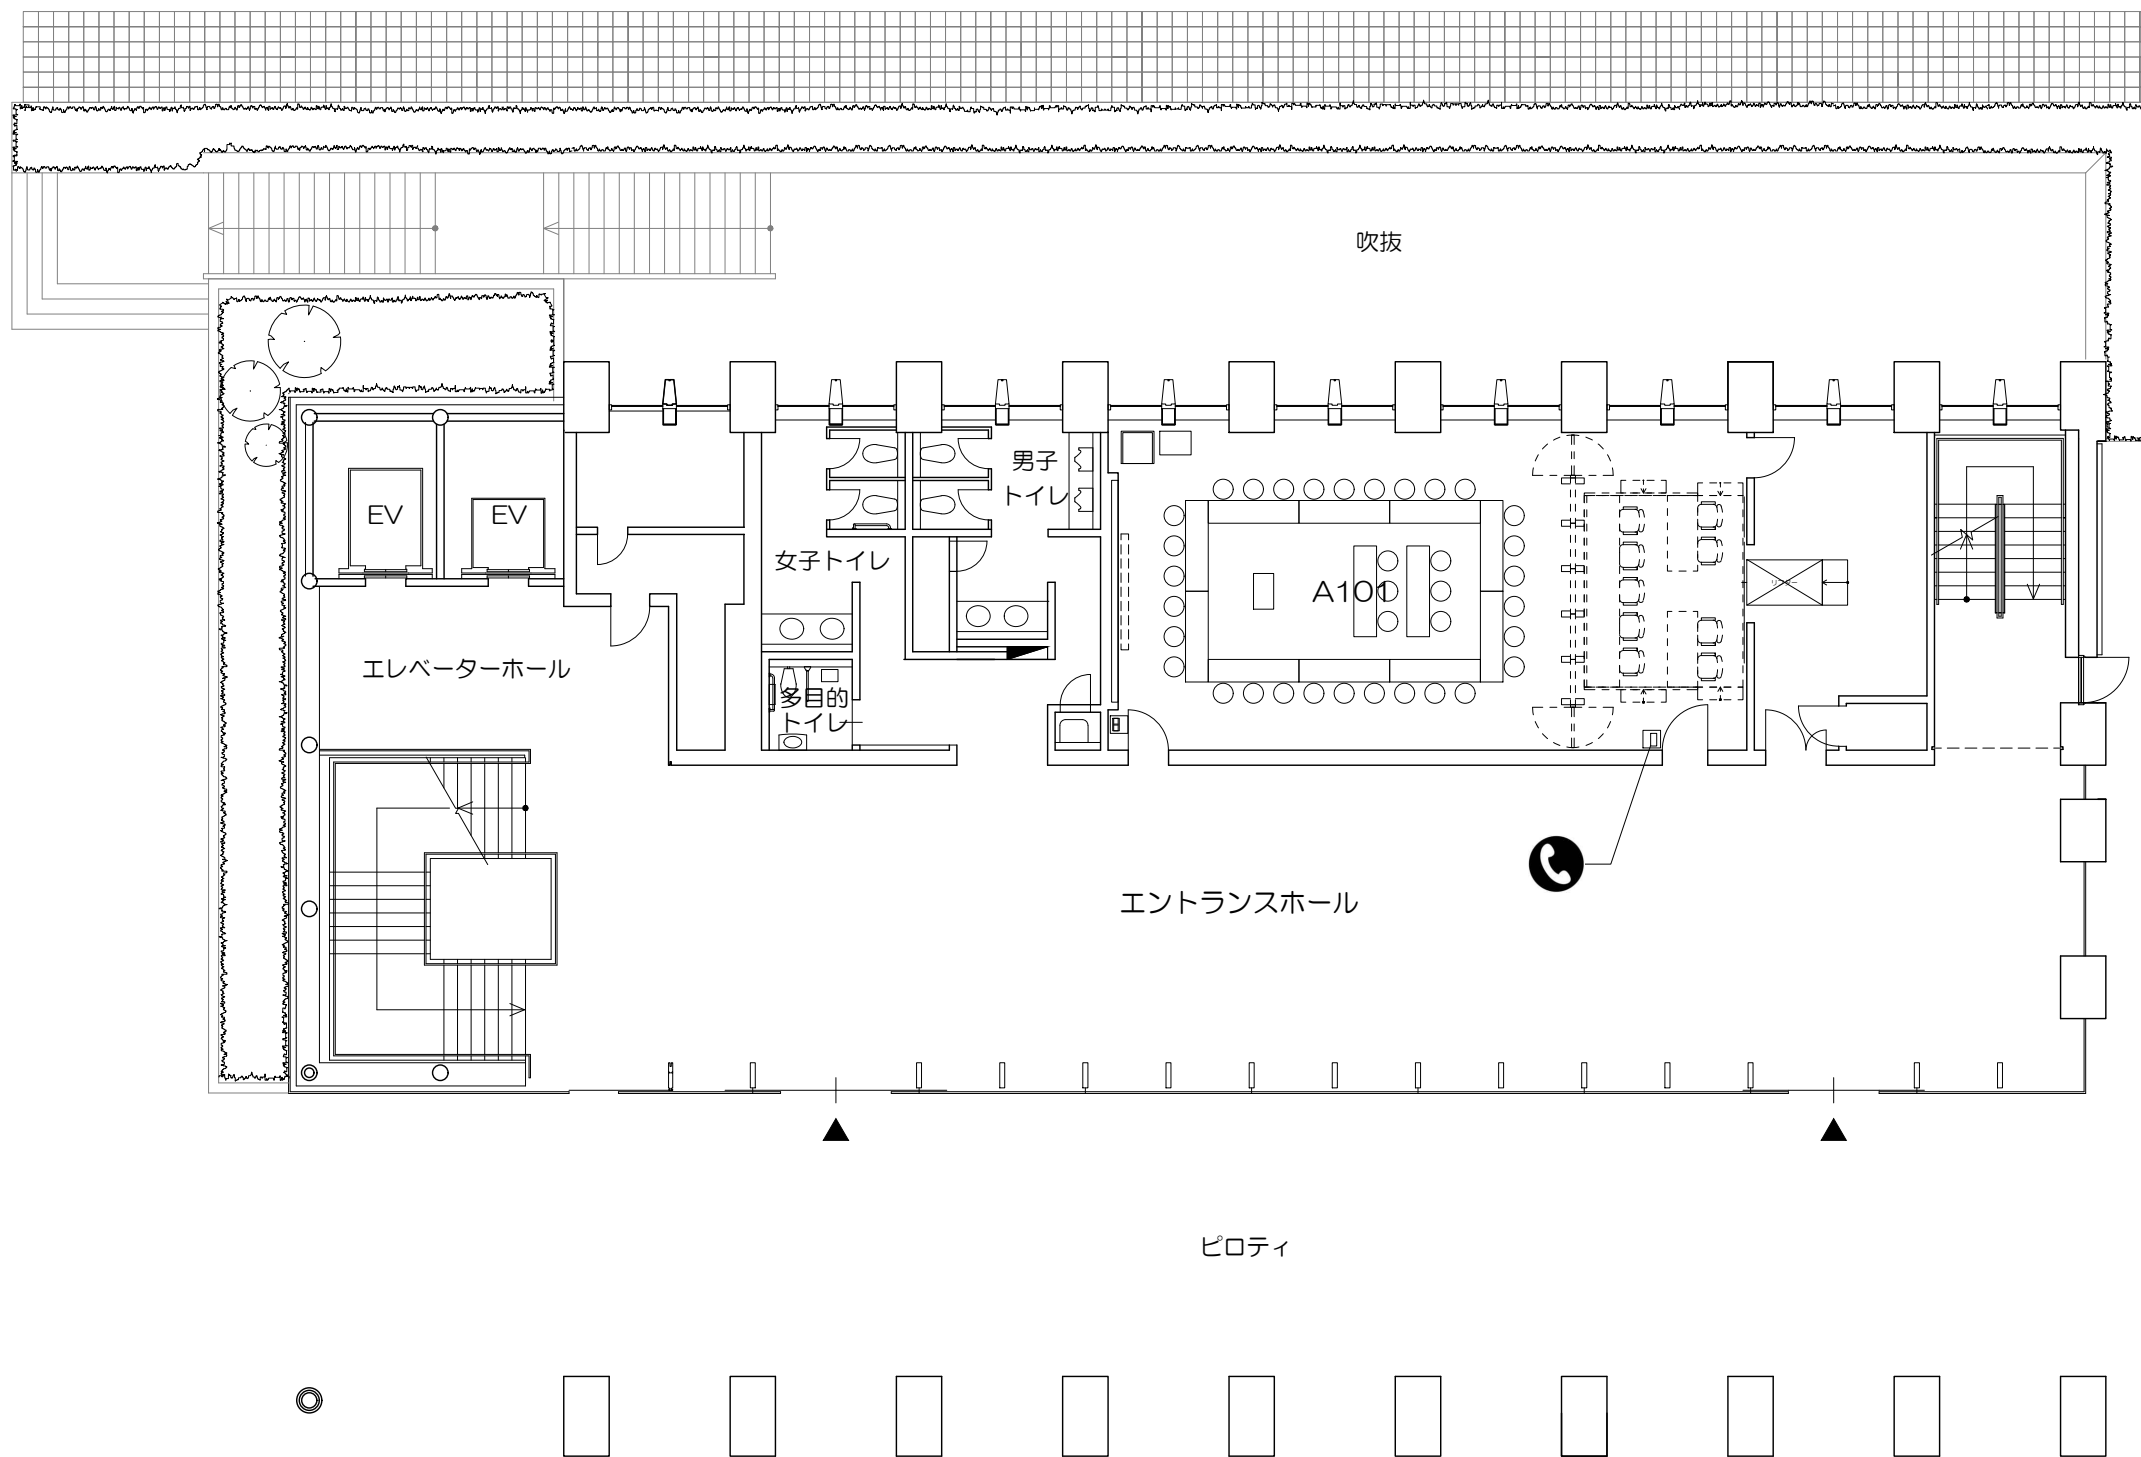 吹抜
男子
トイレ
EV
EV
女子トイレ
A101
エレベーターホール
多目的
トイレ
エントランスホール
ピロティ